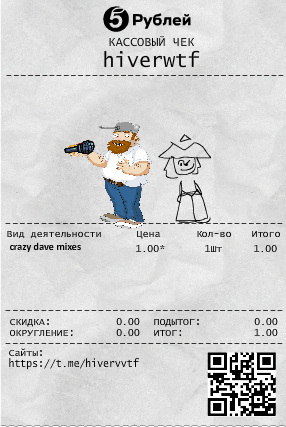 5 Рублей
КАССОВЫЙ ЧЕК
hiverwtf
Вид деятельности Цена Кол-во Итого
crazy dave mixes 1.00* 1Шт 1.00
СКИДКА: 0.00 ПОДЫТОГ: 0.00
ОКРУГЛЕНИЕ: 0.00 ИТОГ: 1.00
Сайты:
https://t.me/hivervvtf